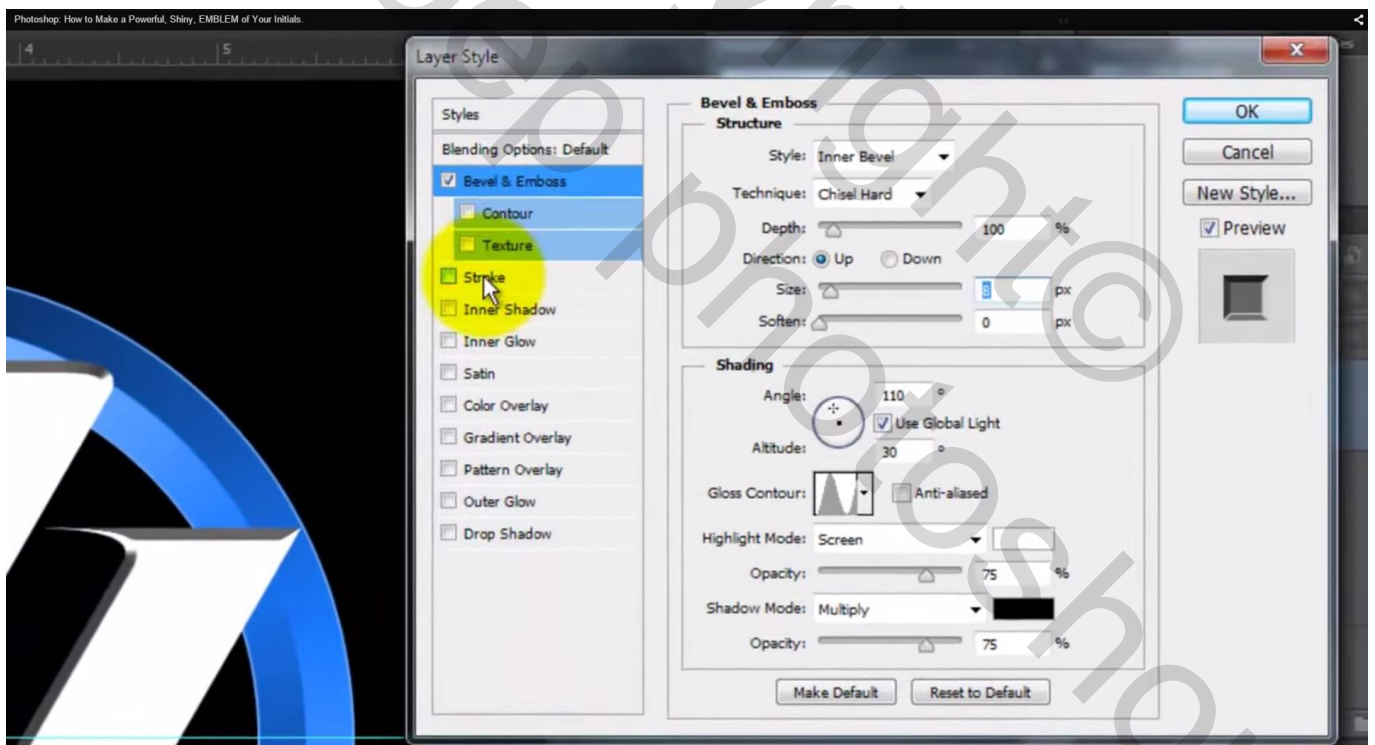 Photoshop: How to Make a Powerful, Shiny, EMBLEM of Your Initials.
4 5
Layer Style
Styles
Blending Options: Default
Bevel & Emboss
Contour
Texture
Stroke
Inner Shadow
Inner Glow
Satin
Color Overlay
Gradient Overlay
Pattern Overlay
Outer Glow
Drop Shadow
Bevel & Emboss
Structure
Style: Inner Bevel
Technique: Chisel Hard
Depth: 100 %
Direction: Up Down
Size: 8 px
Soften: 0 px
Shading
Angle: 110 °
Use Global Light
Altitude: 30 °
Gloss Contour: Anti-aliased
Highlight Mode: Screen
Opacity: 75 %
Shadow Mode: Multiply
Opacity: 75 %
Make Default Reset to Default
OK
Cancel
New Style...
Preview